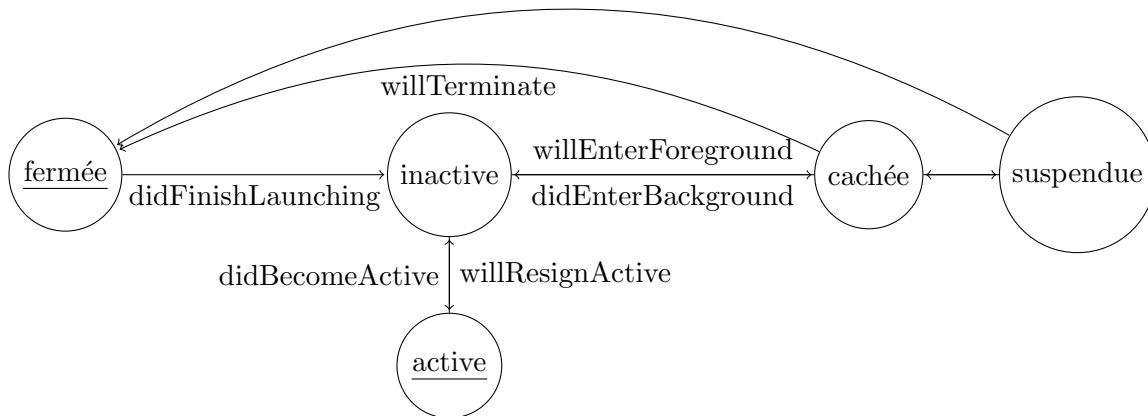 willTerminate
fermée
didFinishLaunching
inactive
willEnterForeground
didEnterBackground
cachée
suspendue
didBecomeActive
willResignActive
active